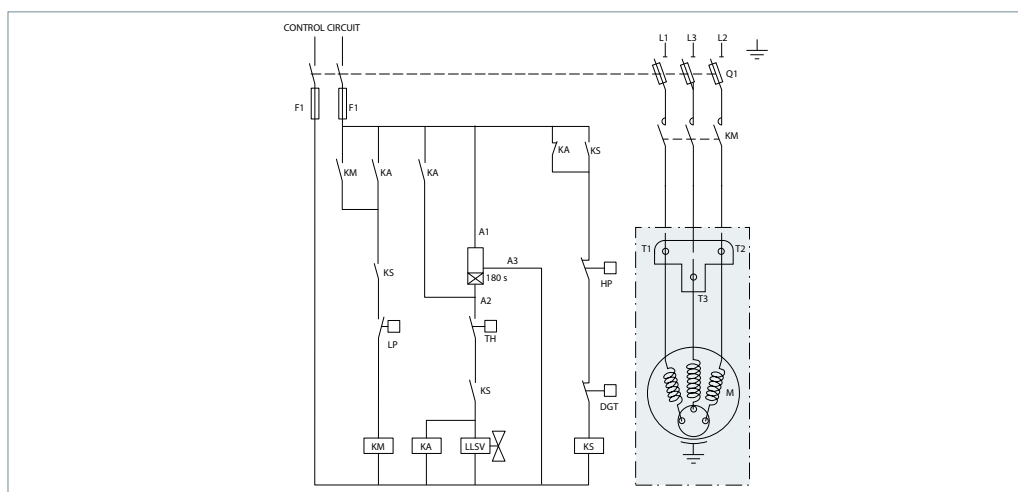 CONTROL CIRCUIT
L1 L3 L2
Q1
F1 F1
KA KS KM
KM KA KA
A1
T1 T2
A3
KS 180 s HP
T3
A2
LP TH
KS M
DGT
KM KA LLSV KS